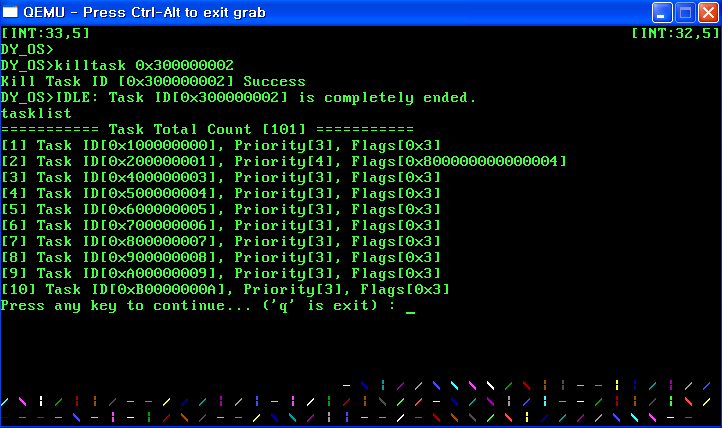 QEMU - Press Ctrl-Alt to exit grab
[INT:33,5] [INT:32,5]
DY_OS>
DY_OS>killtask 0x300000002
Kill Task ID [0x300000002] Success
DY_OS>IDLE: Task ID[0x300000002] is completely ended.
tasklist
=========== Task Total Count [101] ===========
[1] Task ID[0x100000000], Priority[3], Flags[0x3]
[2] Task ID[0x200000001], Priority[4], Flags[0x8000000000000004]
[3] Task ID[0x400000003], Priority[3], Flags[0x3]
[4] Task ID[0x500000004], Priority[3], Flags[0x3]
[5] Task ID[0x600000005], Priority[3], Flags[0x3]
[6] Task ID[0x700000006], Priority[3], Flags[0x3]
[7] Task ID[0x800000007], Priority[3], Flags[0x3]
[8] Task ID[0x900000008], Priority[3], Flags[0x3]
[9] Task ID[0xA00000009], Priority[3], Flags[0x3]
[10] Task ID[0xB0000000A], Priority[3], Flags[0x3]
Press any key to continue... ('q' is exit) : _